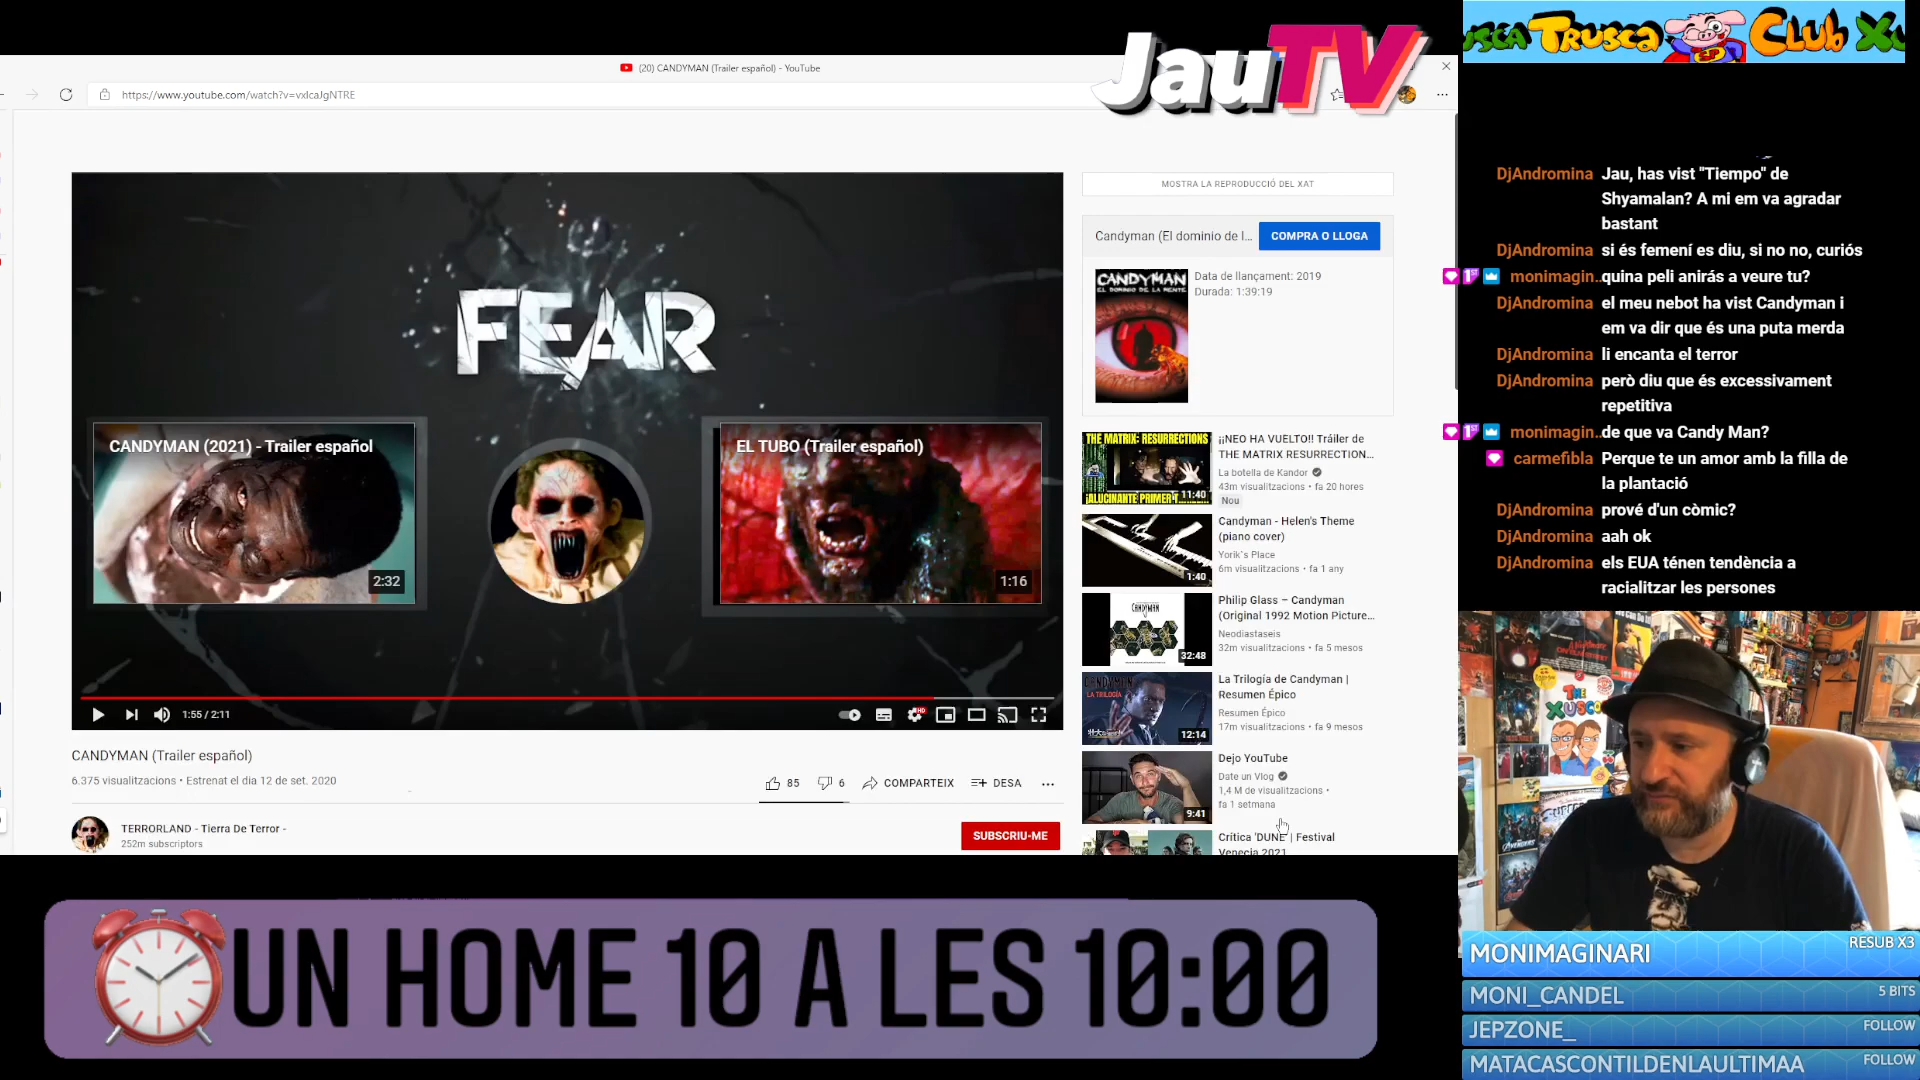 JauTV
USCA TRUSCA CLUB XU
(20) CANDYMAN (Trailer español) - YouTube
https://www.youtube.com/watch?v=vxlcaJgNTRE
FEAR
CANDYMAN (2021) - Trailer español
2:32
EL TUBO (Trailer español)
1:16
1:55 / 2:11
HD
CANDYMAN (Trailer español)
6.375 visualitzacions • Estrenat el dia 12 de set. 2020
85
6
COMPARTEIX
DESA
TERRORLAND - Tierra De Terror -
252m subscriptors
SUBSCRIU-ME
MOSTRA LA REPRODUCCIÓ DEL XAT
Candyman (El dominio de l...
COMPRA O LLOGA
CANDYMAN
EL DOMINIO DE LA MENTE
Data de llançament: 2019
Durada: 1:39:19
THE MATRIX: RESURRECTIONS
¡ALUCINANTE PRIMER T
11:40
¡¡NEO HA VUELTO!! Tráiler de
THE MATRIX RESURRECTION...
La botella de Kandor
43m visualitzacions • fa 20 hores
Nou
1:40
Candyman - Helen's Theme
(piano cover)
Yorik's Place
6m visualitzacions • fa 1 any
CANDYMAN
32:48
Philip Glass – Candyman
(Original 1992 Motion Picture...
Neodiastaseis
32m visualitzacions • fa 5 mesos
CANDYMAN
LA TRILOGÍA
12:14
La Trilogía de Candyman |
Resumen Épico
Resumen Épico
17m visualitzacions • fa 9 mesos
9:41
Dejo YouTube
Date un Vlog
1,4 M de visualitzacions •
fa 1 setmana
Crítica 'DUNE' | Festival
Venecia 2021
DjAndromina Jau, has vist "Tiempo" de
Shyamalan? A mi em va agradar
bastant
DjAndromina si és femení es diu, si no no, curiós
1ST monimagin.. quina peli anirás a veure tu?
DjAndromina el meu nebot ha vist Candyman i
em va dir que és una puta merda
DjAndromina li encanta el terror
DjAndromina però diu que és excessivament
repetitiva
1ST monimagin.. de que va Candy Man?
carmefibla Perque te un amor amb la filla de
la plantació
DjAndromina prové d'un còmic?
DjAndromina aah ok
DjAndromina els EUA ténen tendència a
racialitzar les persones
THE
XUSCO
AVENGERS
MONIMAGINARI RESUB X3
MONI_CANDEL 5 BITS
JEPZONE_ FOLLOW
MATACASCONTILDENLAULTIMAA FOLLOW
UN HOME 10 A LES 10:00